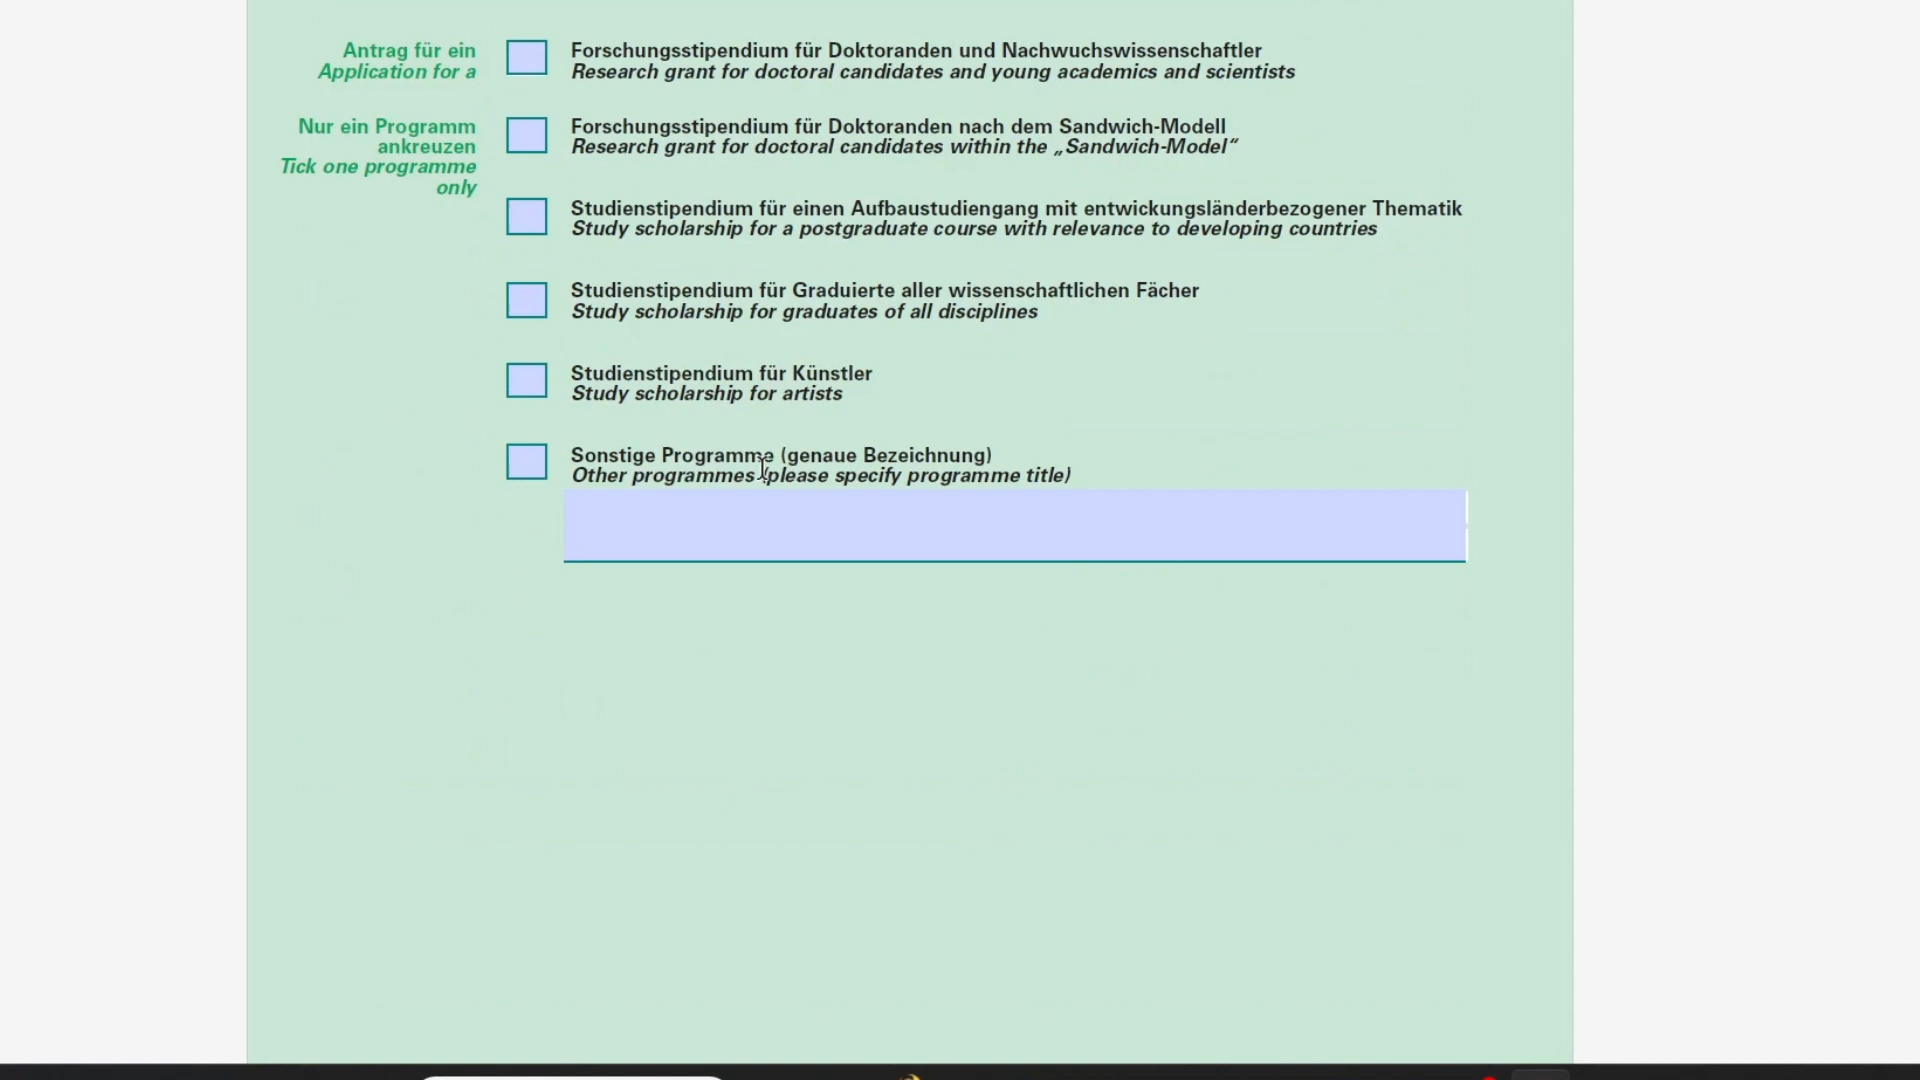 Antrag für ein
Application for a
Forschungsstipendium für Doktoranden und Nachwuchswissenschaftler
Research grant for doctoral candidates and young academics and scientists
Nur ein Programm
ankreuzen
Tick one programme
only
Forschungsstipendium für Doktoranden nach dem Sandwich-Modell
Research grant for doctoral candidates within the „Sandwich-Model“
Studienstipendium für einen Aufbaustudiengang mit entwickungsländerbezogener Thematik
Study scholarship for a postgraduate course with relevance to developing countries
Studienstipendium für Graduierte aller wissenschaftlichen Fächer
Study scholarship for graduates of all disciplines
Studienstipendium für Künstler
Study scholarship for artists
Sonstige Programme (genaue Bezeichnung)
Other programmes (please specify programme title)